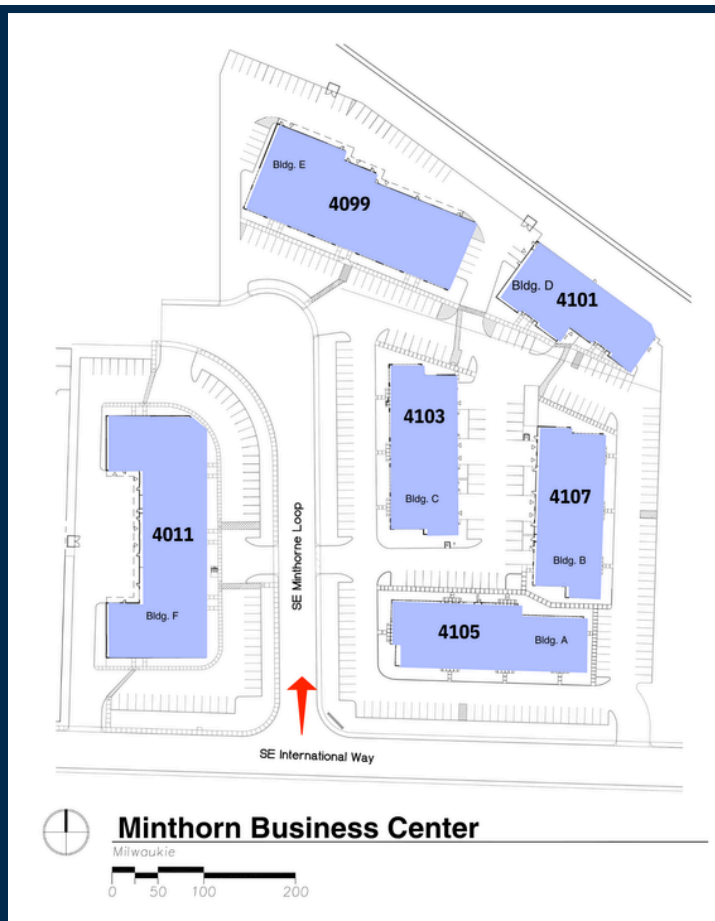 Bldg. E
4099
Bldg. D
4101
4103
Bldg. C
4107
Bldg. B
4011
Bldg. F
SE Minthorne Loop
4105
Bldg. A
SE International Way
Minthorn Business Center
Milwaukie
0 50 100 200